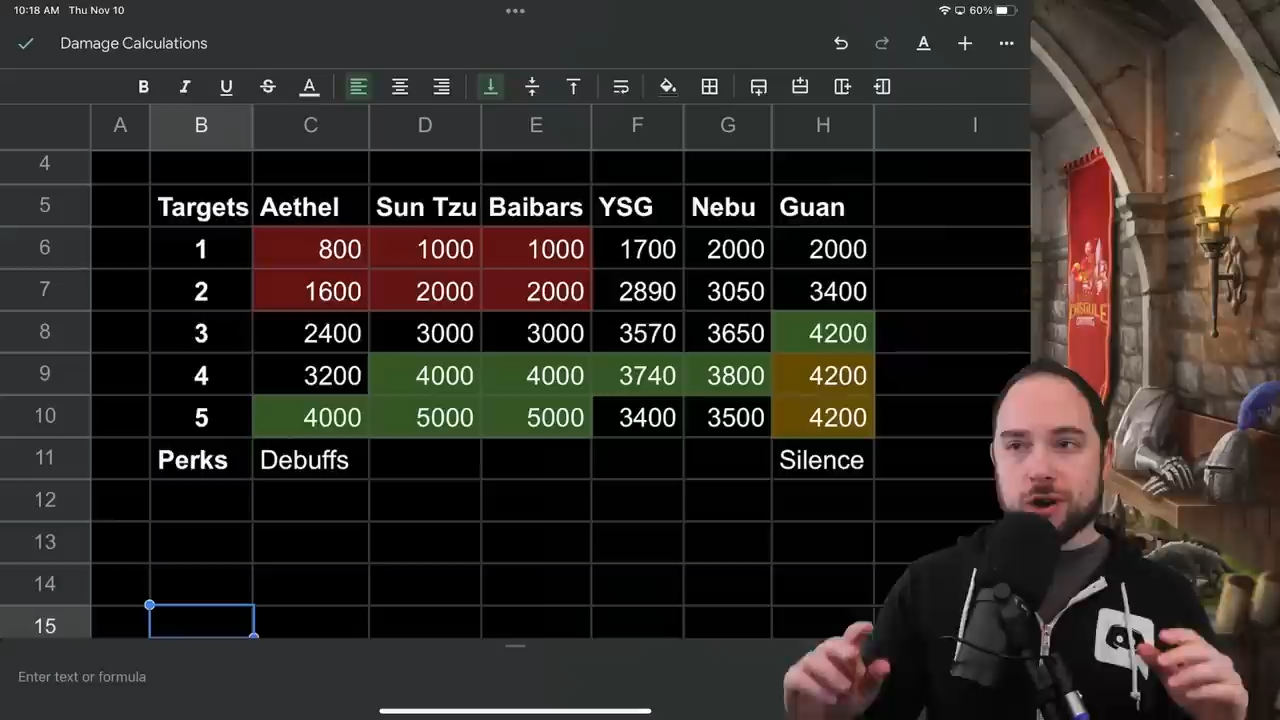 10:18 AM Thu Nov 10
60%
Damage Calculations
B I U S A
A B C D E F G H I
4
5 Targets Aethel Sun Tzu Baibars YSG Nebu Guan
6 1 800 1000 1000 1700 2000 2000
7 2 1600 2000 2000 2890 3050 3400
8 3 2400 3000 3000 3570 3650 4200
9 4 3200 4000 4000 3740 3800 4200
10 5 4000 5000 5000 3400 3500 4200
11 Perks Debuffs Silence
12
13
14
15
Enter text or formula